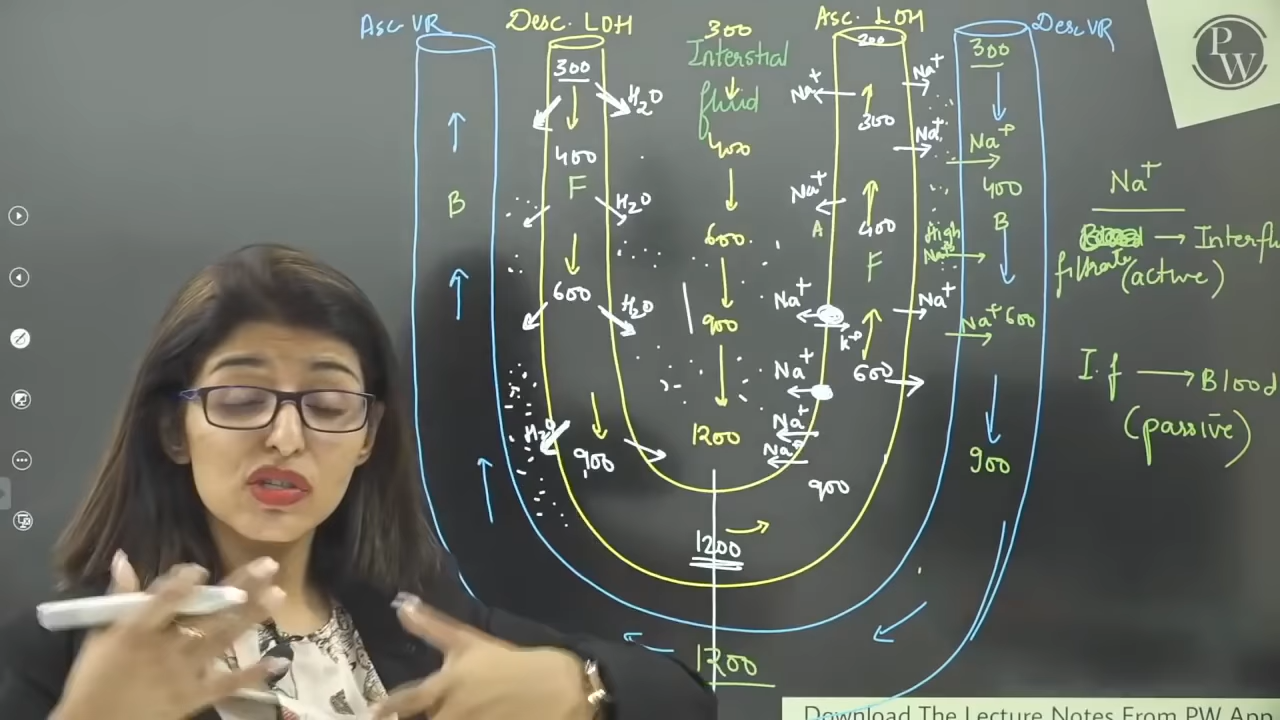 Asc VR
Desc. LOH
300
Interstial
fluid
400
600
900
1200
Asc. LOH
Desc VR
PW
B
300
H2O
400
F
H2O
600
H2O
H2O
900
1200
1200
200
Na+
Na+
300
Na+
Na+
400
A
F
Na+
Na+
K+
600
Na+
Na+
Na+
900
300
Na+
400
B
High
Na+
Na+ 600
900
Na+
filtrate → Interflu
(active)
I.f → Blood
(passive)
Download The Lecture Notes From PW App